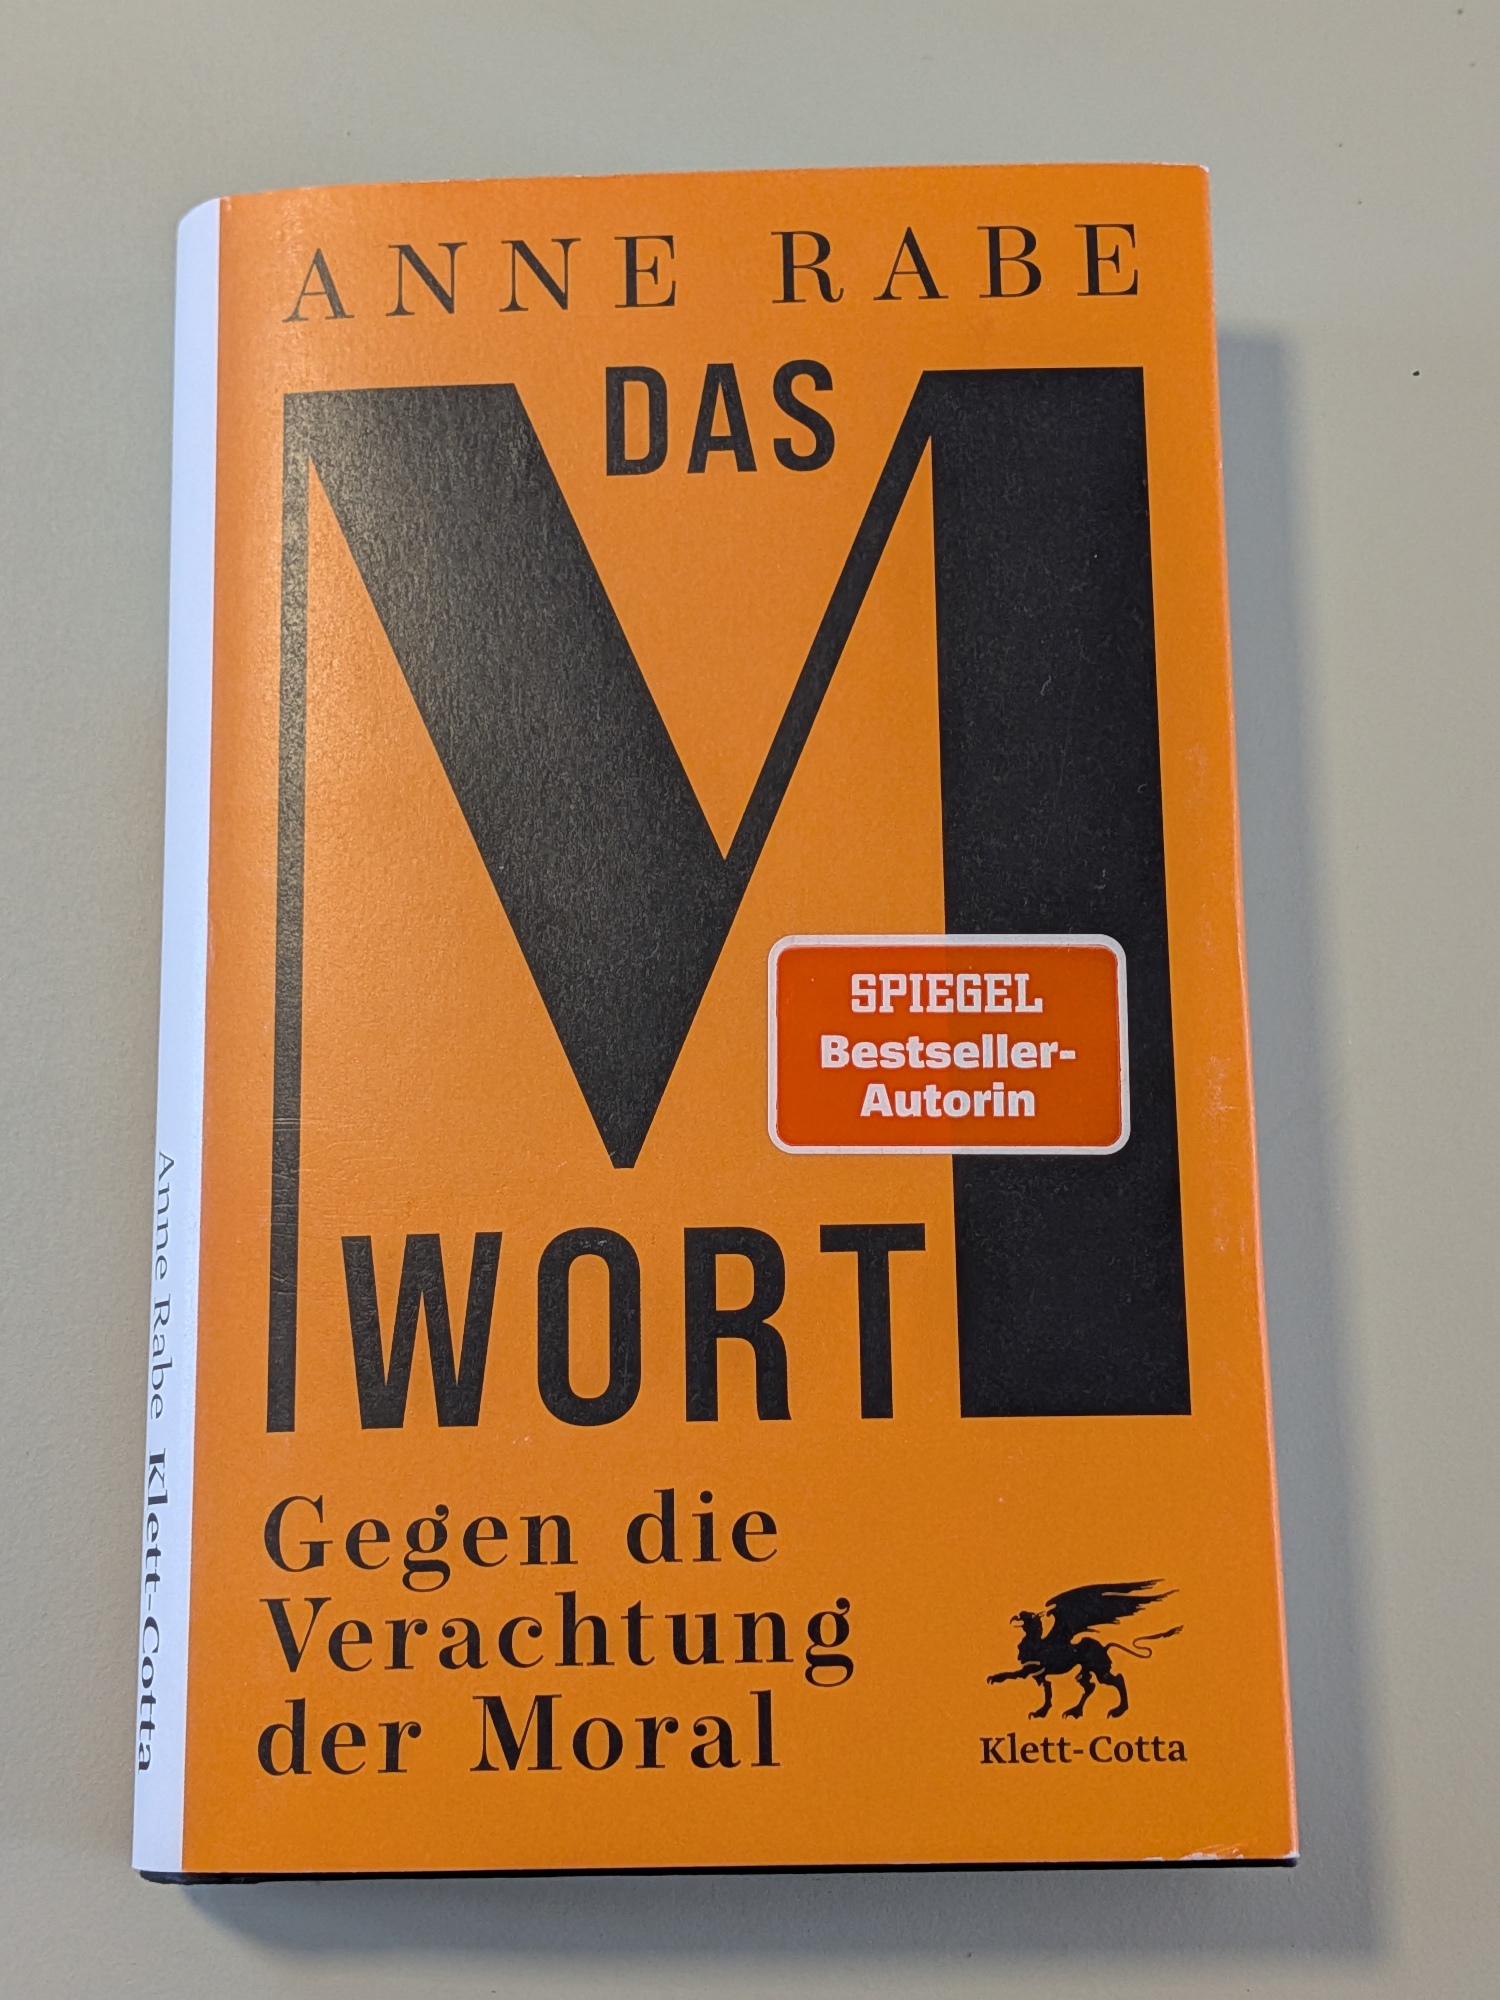 ANNE RABE
DAS
M
WORT
SPIEGEL
Bestseller-
Autorin
Gegen die
Verachtung
der Moral
Klett-Cotta
Anne Rabe Klett-Cotta